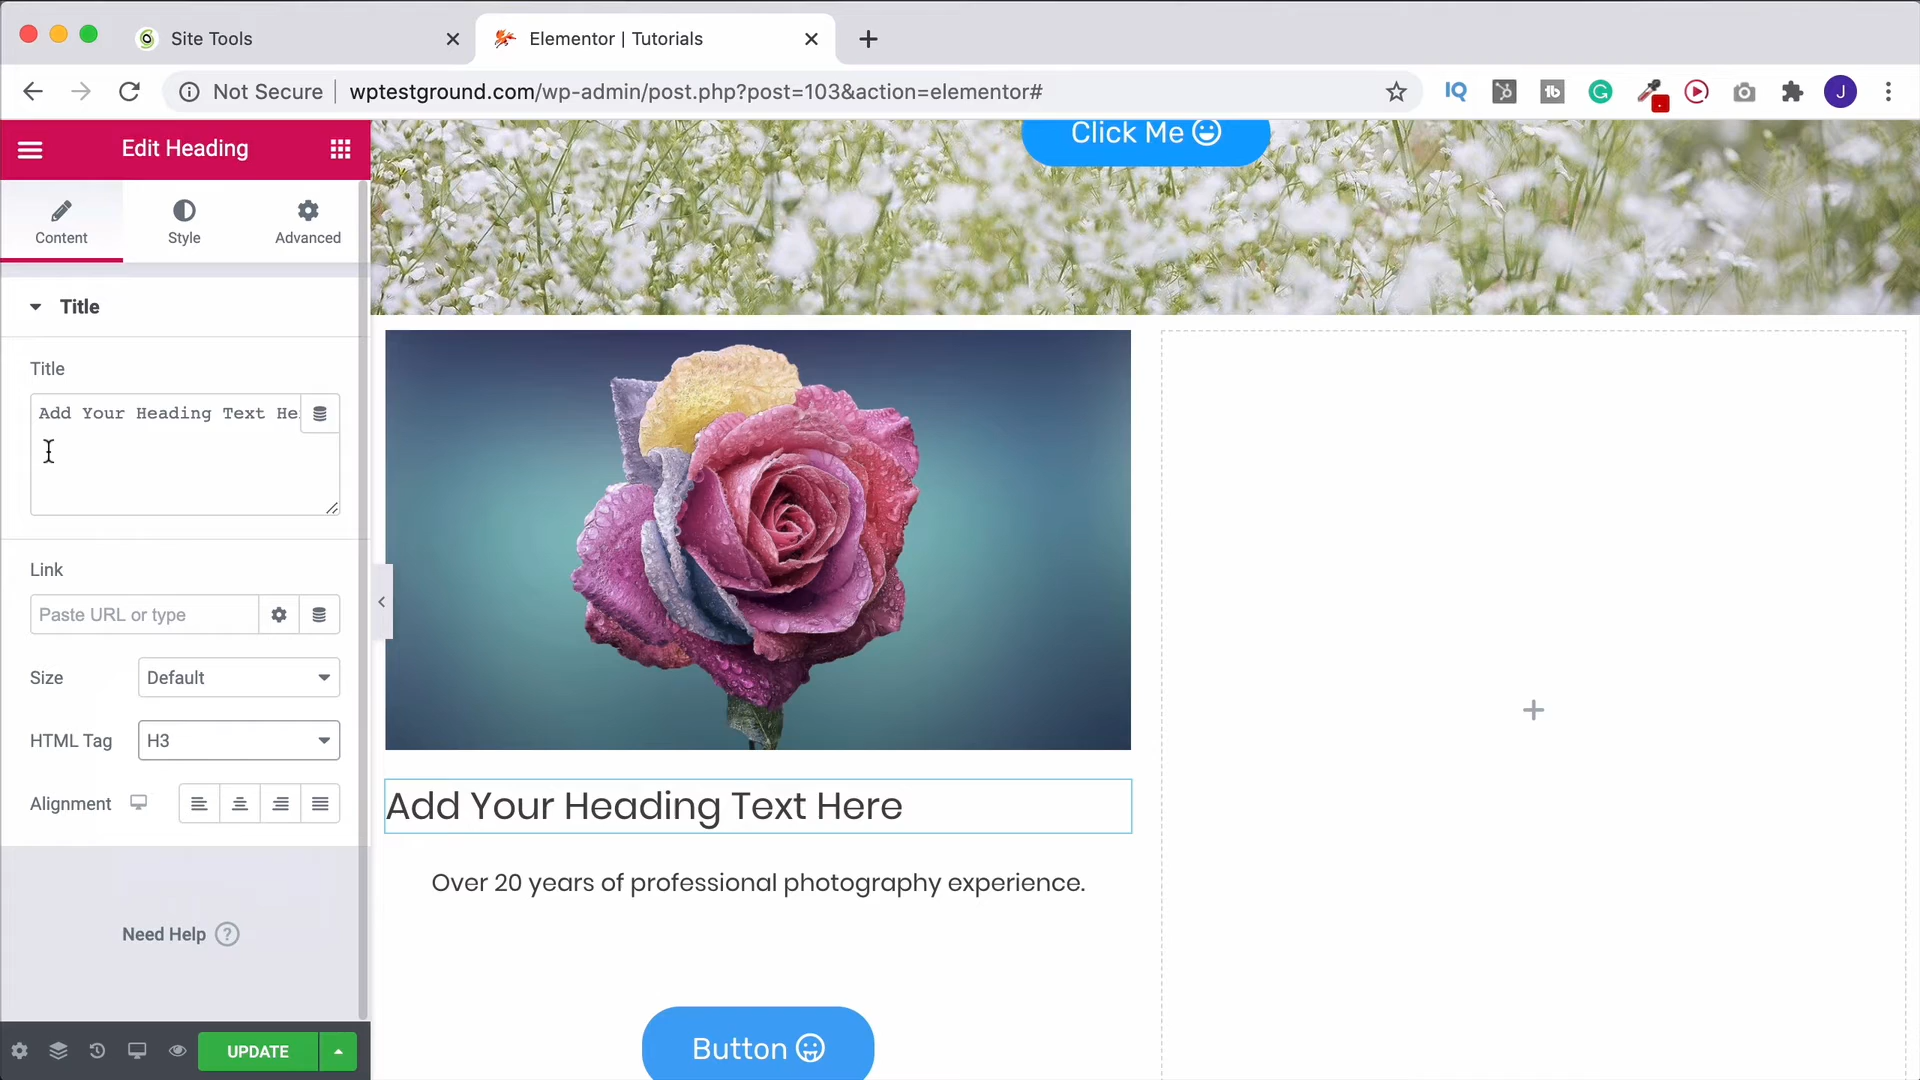 Site Tools
Elementor | Tutorials
Not Secure
wptestground.com/wp-admin/post.php?post=103&action=elementor#
IQ
tb
G
J
Edit Heading
Content
Style
Advanced
Title
Title
Add Your Heading Text He
Link
Paste URL or type
Size
Default
HTML Tag
H3
Alignment
Need Help ?
UPDATE
Click Me
Add Your Heading Text Here
Over 20 years of professional photography experience.
Button